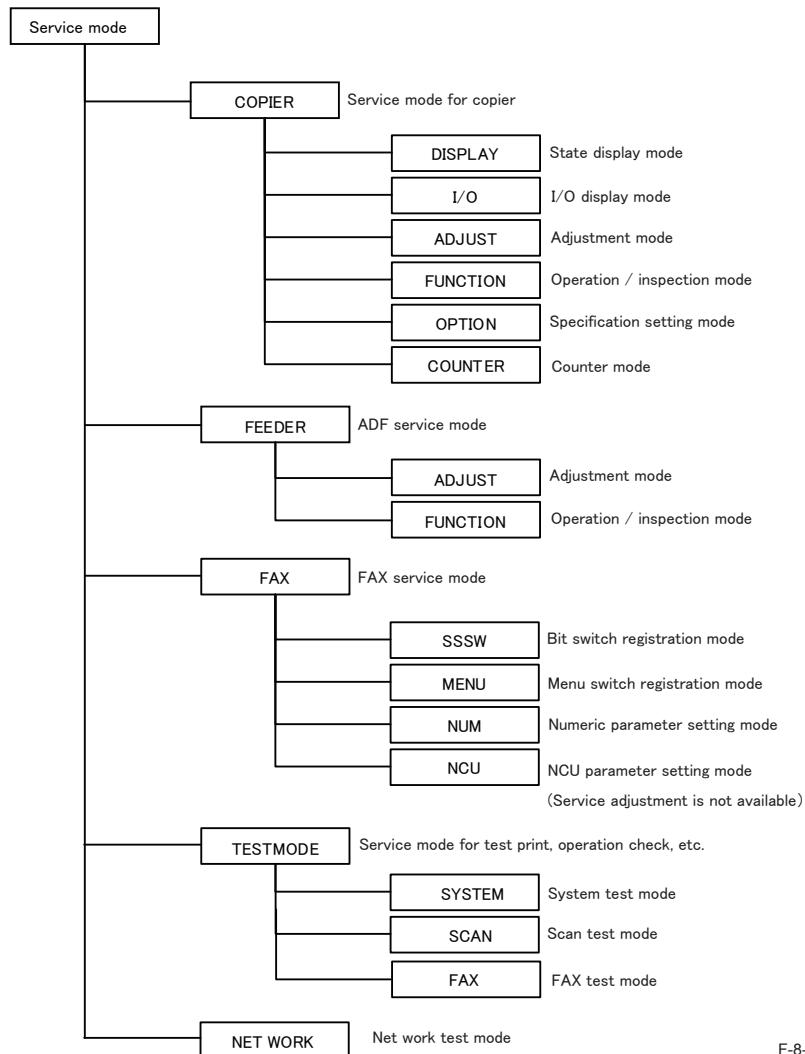 Service mode
COPIER Service mode for copier
DISPLAY State display mode
I/O I/O display mode
ADJUST Adjustment mode
FUNCTION Operation / inspection mode
OPTION Specification setting mode
COUNTER Counter mode
FEEDER ADF service mode
ADJUST Adjustment mode
FUNCTION Operation / inspection mode
FAX FAX service mode
SSSW Bit switch registration mode
MENU Menu switch registration mode
NUM Numeric parameter setting mode
NCU NCU parameter setting mode
(Service adjustment is not available)
TESTMODE Service mode for test print, operation check, etc.
SYSTEM System test mode
SCAN Scan test mode
FAX FAX test mode
NET WORK Net work test mode
F-8-